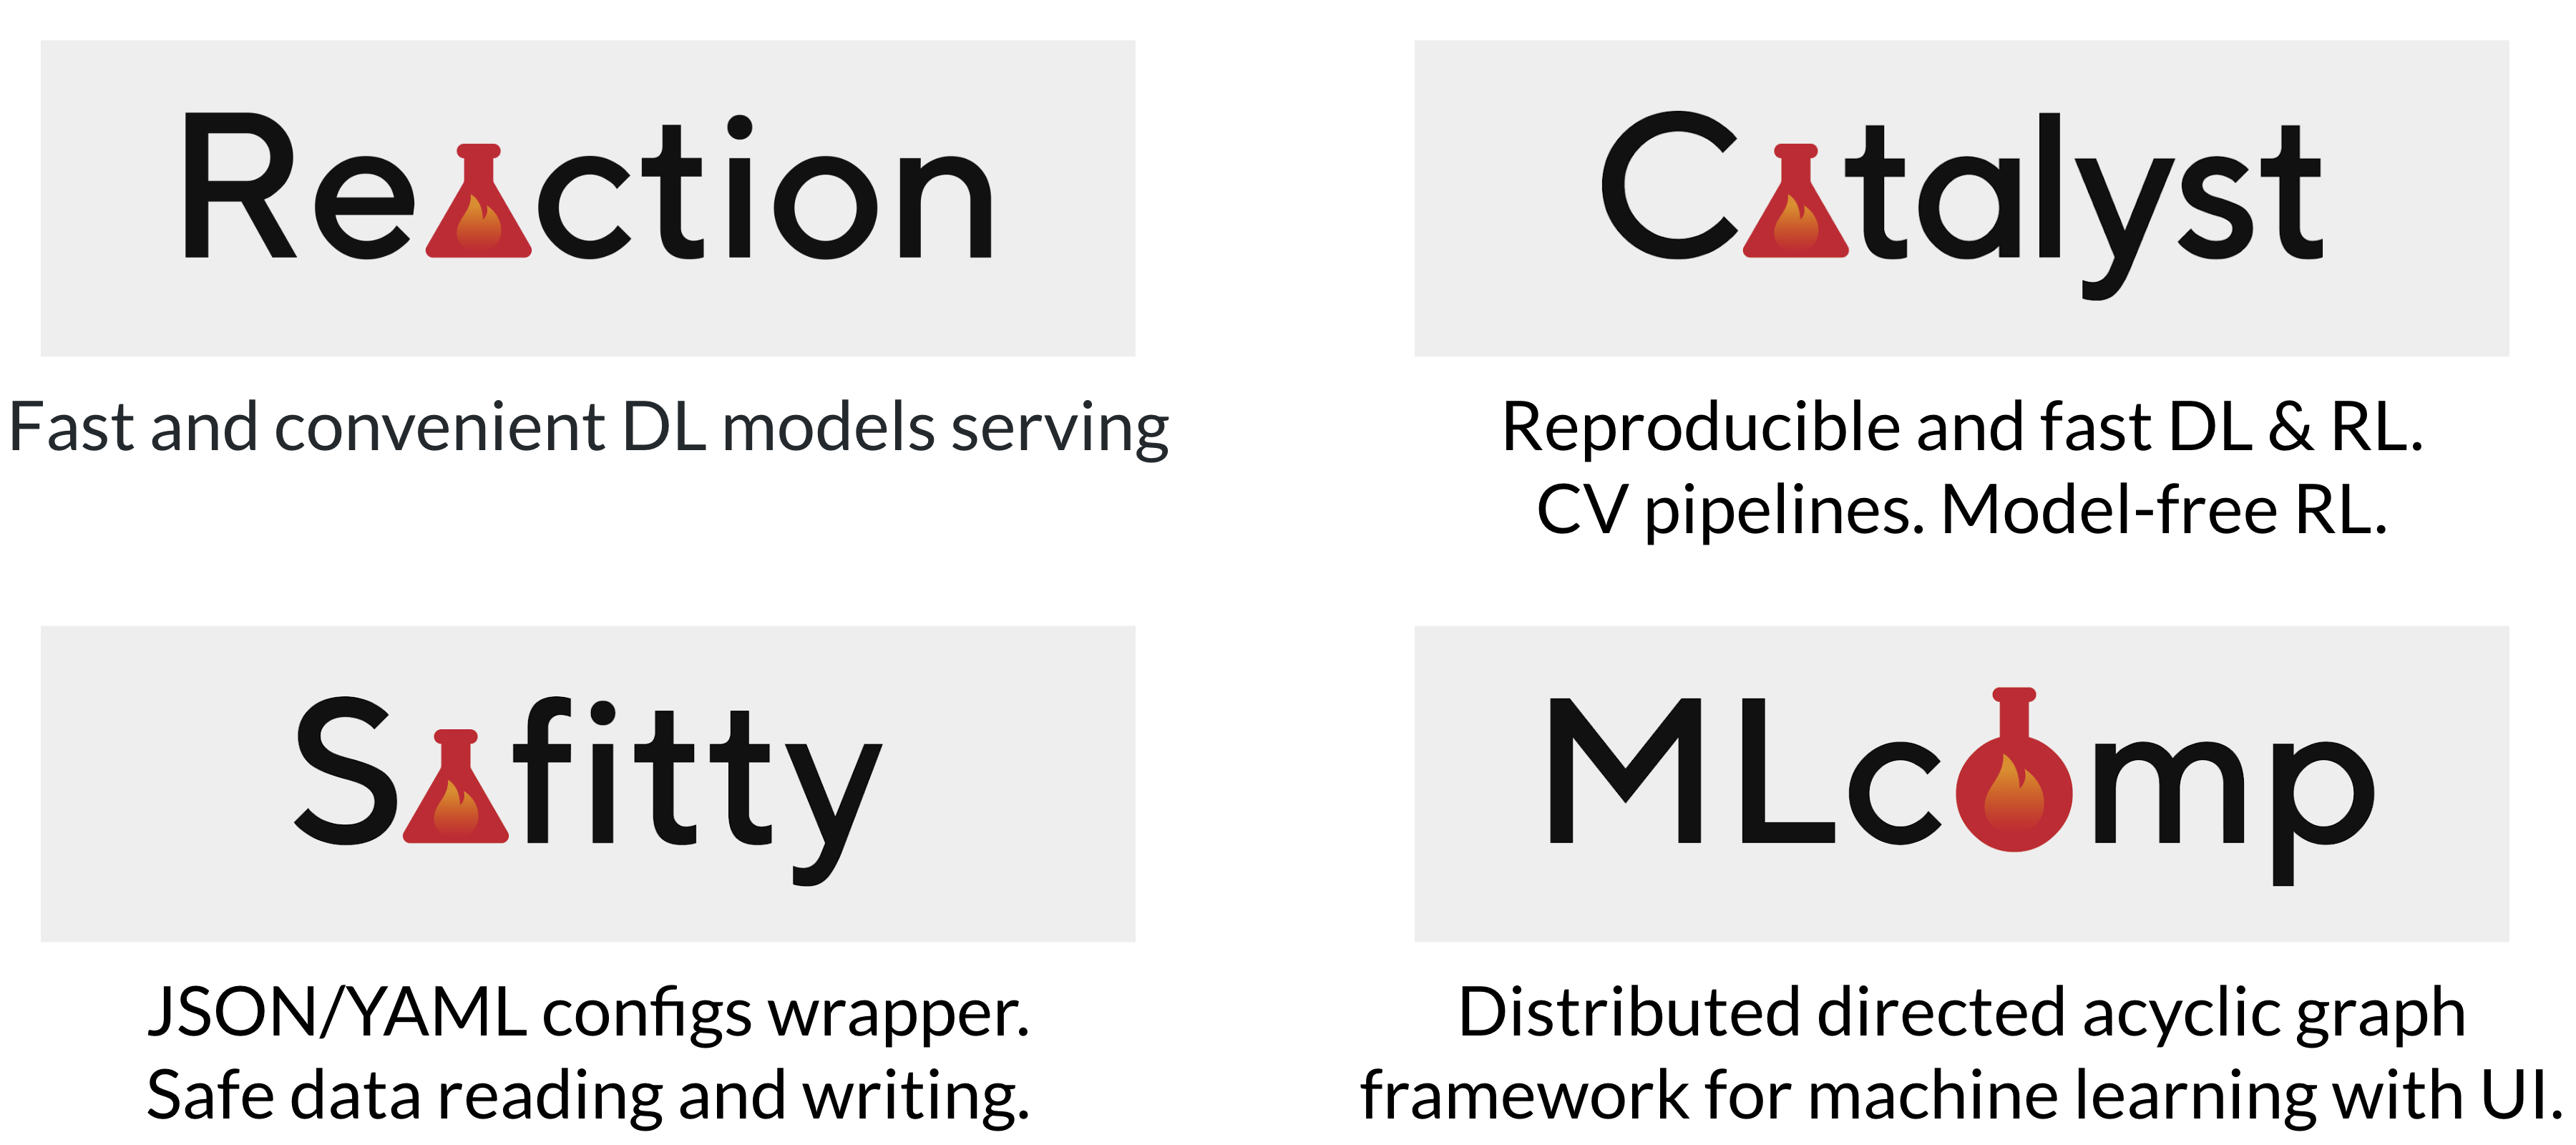 Reaction
Fast and convenient DL models serving
Catalyst
Reproducible and fast DL & RL.
CV pipelines. Model-free RL.
Safitty
JSON/YAML configs wrapper.
Safe data reading and writing.
MLcomp
Distributed directed acyclic graph
framework for machine learning with UI.